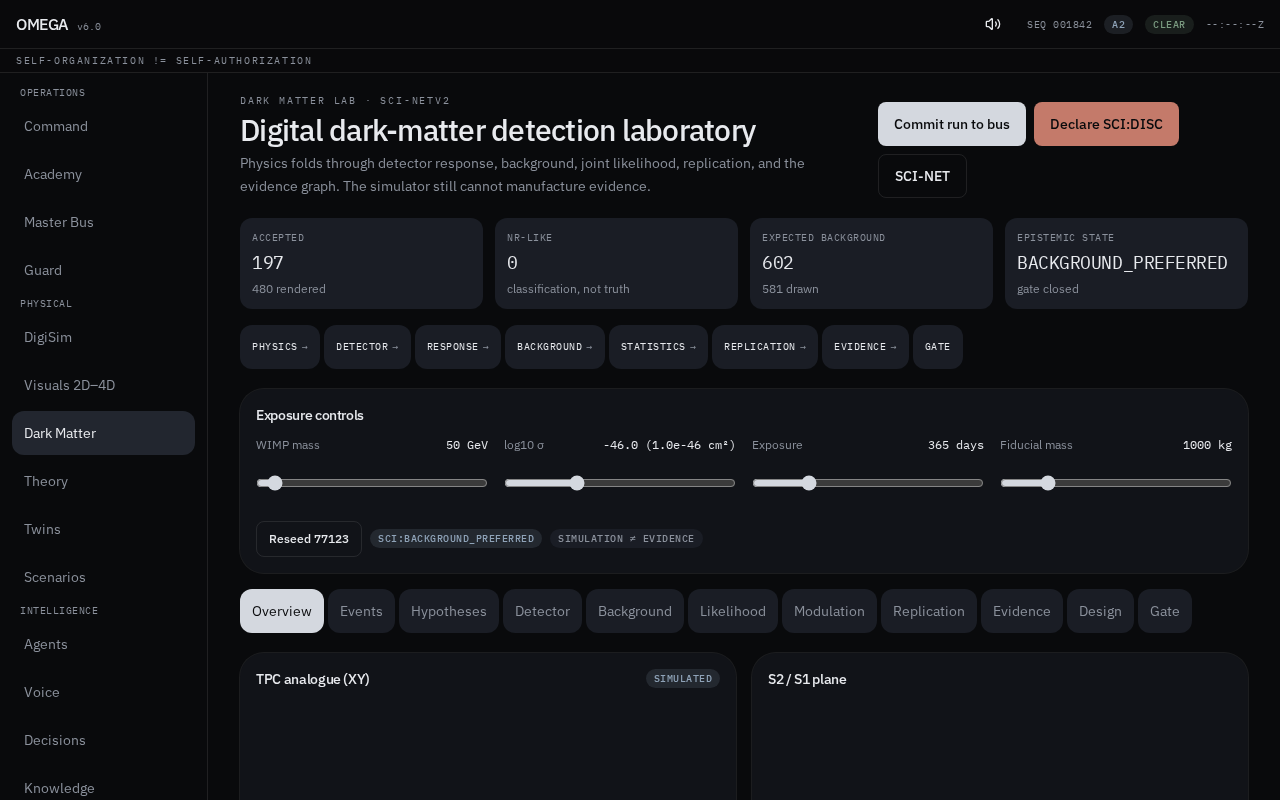 OMEGA v6.0
SEQ 001842 A2 CLEAR --:--:--Z
SELF-ORGANIZATION != SELF-AUTHORIZATION
OPERATIONS
Command
Academy
Master Bus
Guard
PHYSICAL
DigiSim
Visuals 2D–4D
Dark Matter
Theory
Twins
Scenarios
INTELLIGENCE
Agents
Voice
Decisions
Knowledge
DARK MATTER LAB · SCI-NETV2
Digital dark-matter detection laboratory
Physics folds through detector response, background, joint likelihood, replication, and the
evidence graph. The simulator still cannot manufacture evidence.
Commit run to bus Declare SCI:DISC
SCI-NET
ACCEPTED
197
480 rendered
NR-LIKE
0
classification, not truth
EXPECTED BACKGROUND
602
581 drawn
EPISTEMIC STATE
BACKGROUND_PREFERRED
gate closed
PHYSICS → DETECTOR → RESPONSE → BACKGROUND → STATISTICS → REPLICATION → EVIDENCE → GATE
Exposure controls
WIMP mass 50 GeV
log10 σ -46.0 (1.0e-46 cm²)
Exposure 365 days
Fiducial mass 1000 kg
Reseed 77123 SCI:BACKGROUND_PREFERRED SIMULATION ≠ EVIDENCE
Overview Events Hypotheses Detector Background Likelihood Modulation Replication Evidence Design Gate
TPC analogue (XY) SIMULATED
S2 / S1 plane